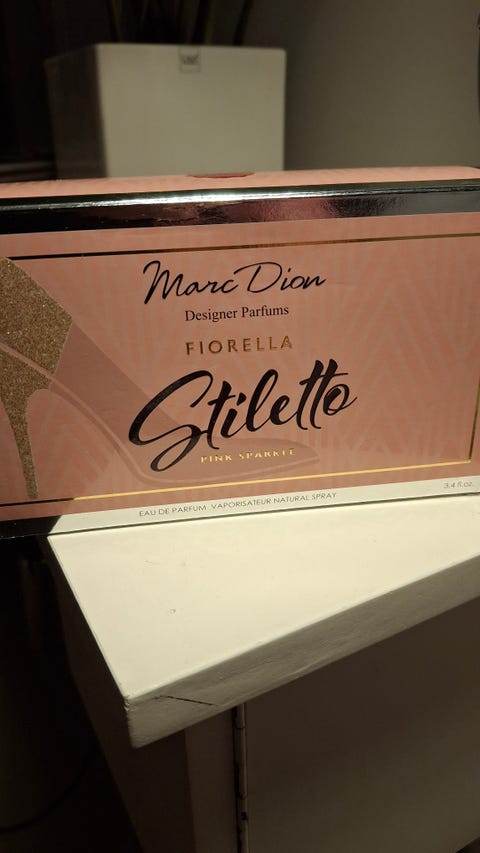 Marc Dion
Designer Parfums
FIORELLA
Stiletto
PINK SPARKLE
EAU DE PARFUM VAPORISATEUR NATURAL SPRAY
3.4 fl oz.